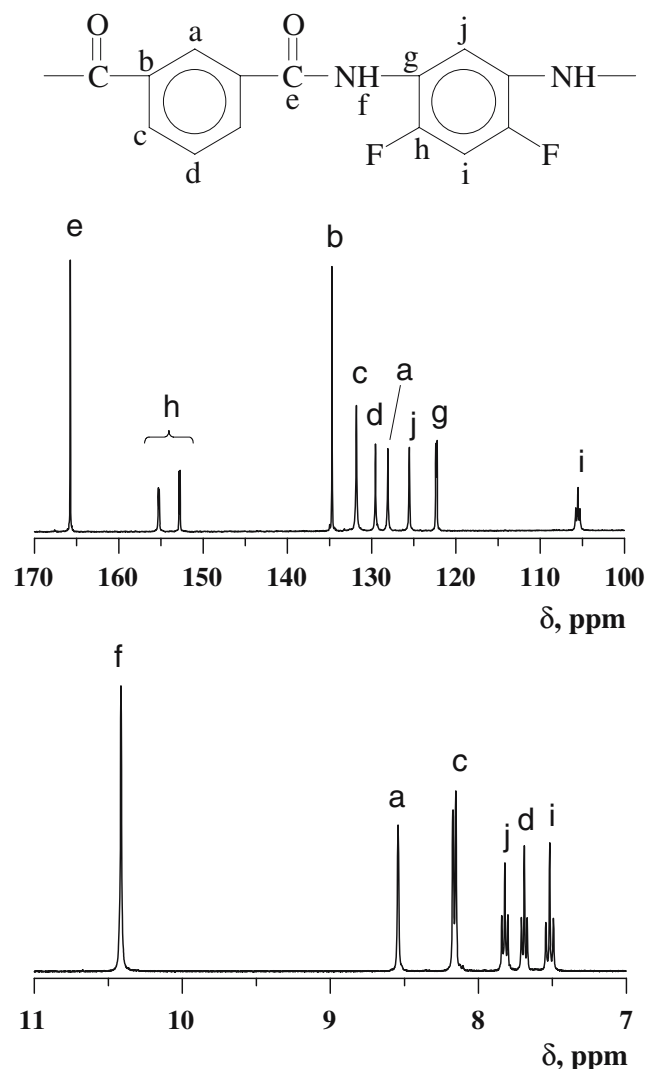 O O
a j
b g
C C NH NH
e f
c h i
d F F
e
b
h
c a
d j g
i
170 160 150 140 130 120 110 100
δ, ppm
f
a c
j d i
11 10 9 8 7
δ, ppm